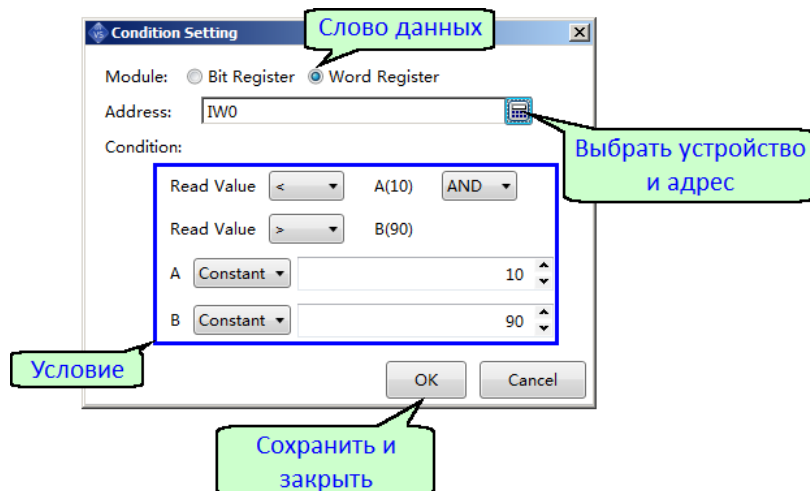 Слово данных
Condition Setting
Module: Bit Register Word Register
Address: IW0
Выбрать устройство
и адрес
Condition:
Read Value < A(10) AND
Read Value > B(90)
A Constant 10
B Constant 90
Условие
OK Cancel
Сохранить и
закрыть